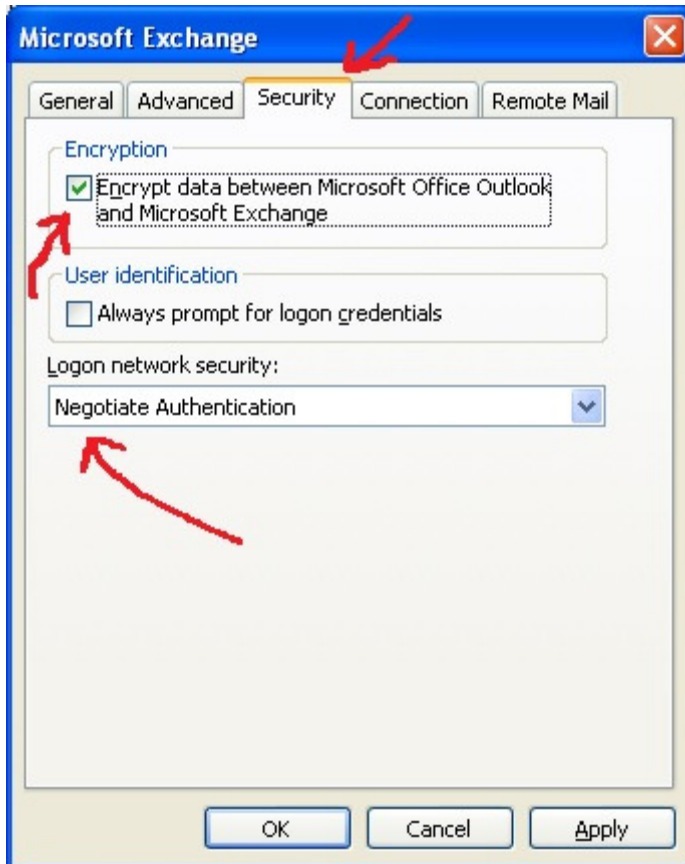 Microsoft Exchange
General Advanced Security Connection Remote Mail
Encryption
Encrypt data between Microsoft Office Outlook
and Microsoft Exchange
User identification
Always prompt for logon credentials
Logon network security:
Negotiate Authentication
OK Cancel Apply